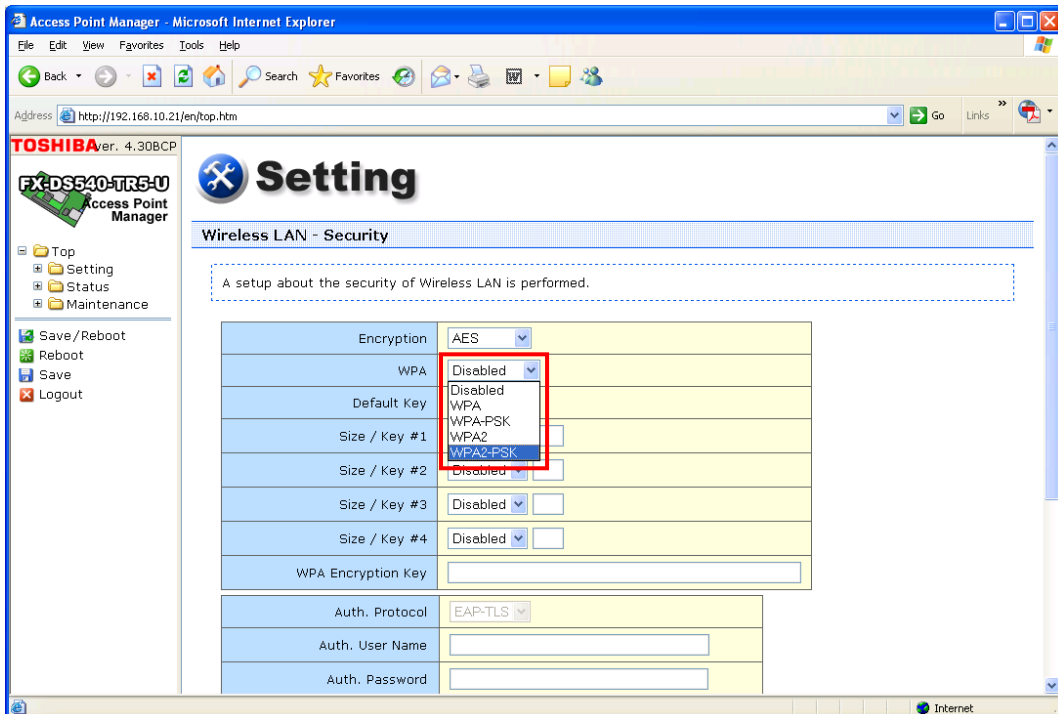 Access Point Manager - Microsoft Internet Explorer
File Edit View Favorites Tools Help
Back Search Favorites
Address http://192.168.10.21/en/top.htm Go Links »
TOSHIBA ver. 4.30BCP
FX-DS540-TR5-U
Access Point
Manager
Top
Setting
Status
Maintenance
Save/Reboot
Reboot
Save
Logout
Setting
Wireless LAN - Security
A setup about the security of Wireless LAN is performed.
Encryption AES
WPA Disabled
Disabled
WPA
WPA-PSK
WPA2
WPA2-PSK
Default Key
Size / Key #1
Size / Key #2 Disabled
Size / Key #3 Disabled
Size / Key #4 Disabled
WPA Encryption Key
Auth. Protocol EAP-TLS
Auth. User Name
Auth. Password
Internet